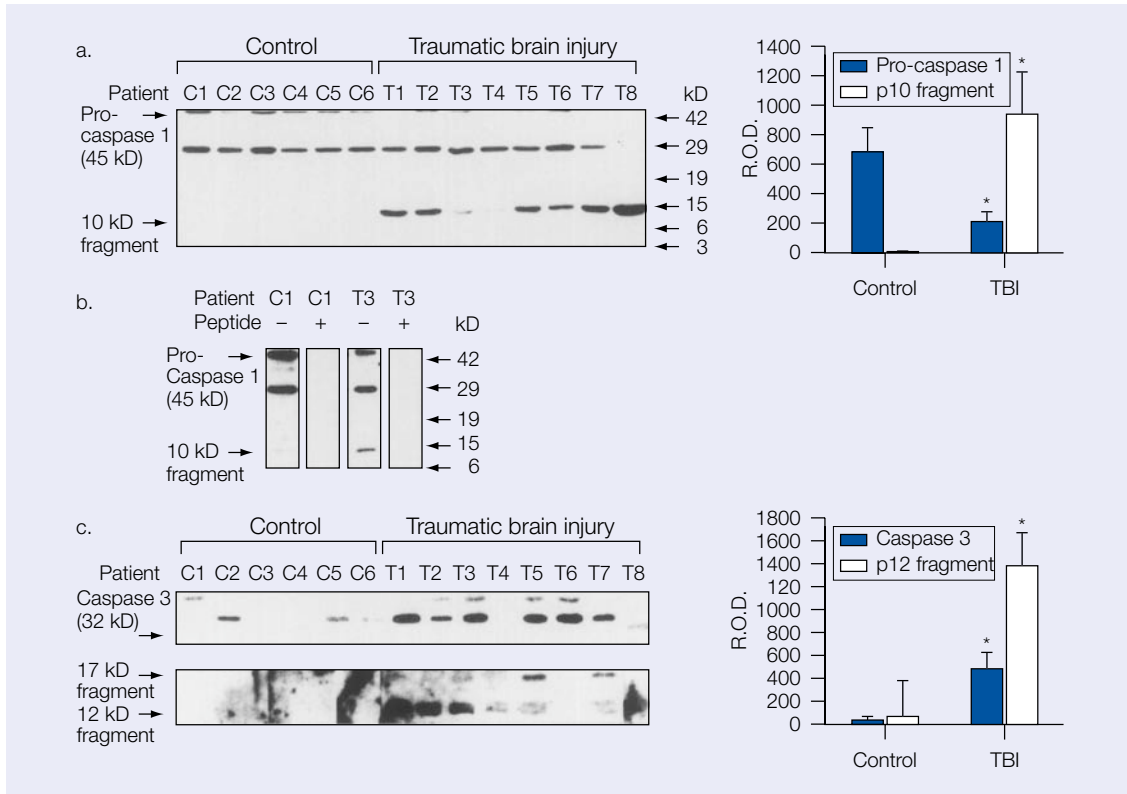 a.
Control
Traumatic brain injury
Patient C1 C2 C3 C4 C5 C6 T1 T2 T3 T4 T5 T6 T7 T8 kD
Pro-
caspase 1
(45 kD)
10 kD
fragment
42
29
19
15
6
3
1400
1200
1000
800
600
400
200
0
R.O.D.
Pro-caspase 1
p10 fragment
*
*
Control
TBI
b.
Patient C1 C1 T3 T3
Peptide – + – + kD
Pro-
Caspase 1
(45 kD)
10 kD
fragment
42
29
19
15
6
c.
Control
Traumatic brain injury
Patient C1 C2 C3 C4 C5 C6 T1 T2 T3 T4 T5 T6 T7 T8
Caspase 3
(32 kD)
17 kD
fragment
12 kD
fragment
1800
1600
1400
120
1000
800
600
400
200
0
R.O.D.
Caspase 3
p12 fragment
*
*
Control
TBI